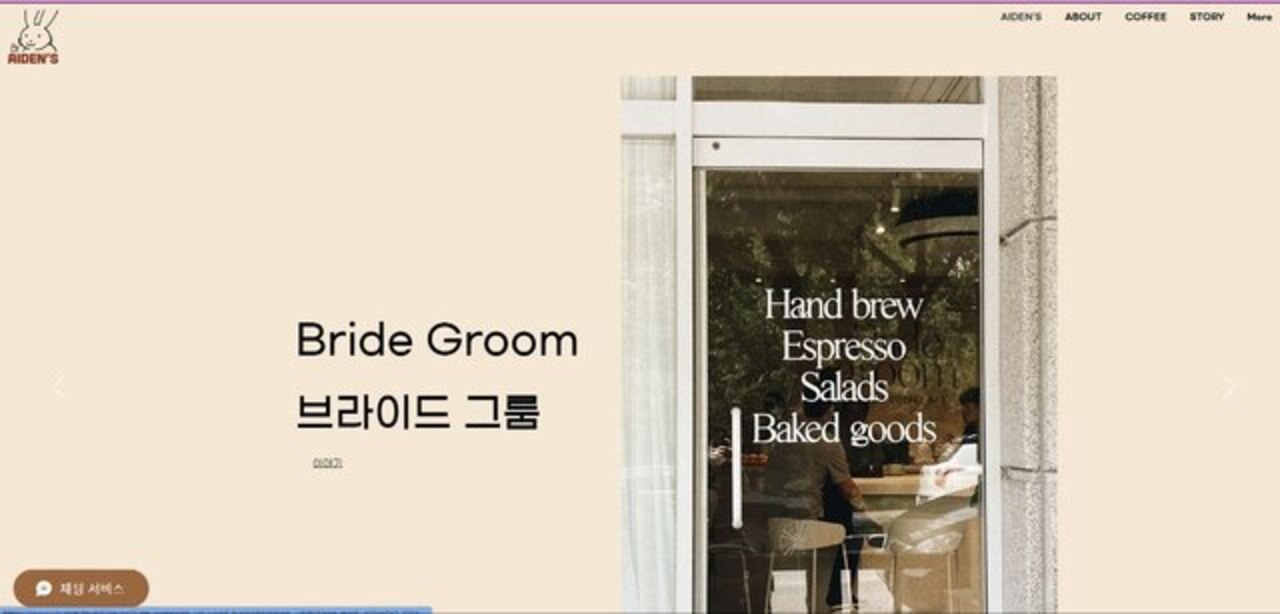 AIDEN'S
AIDEN'S ABOUT COFFEE STORY More
Bride Groom
브라이드 그룸
이야기
Hand brew
Espresso
Salads
Baked goods
채팅 서비스